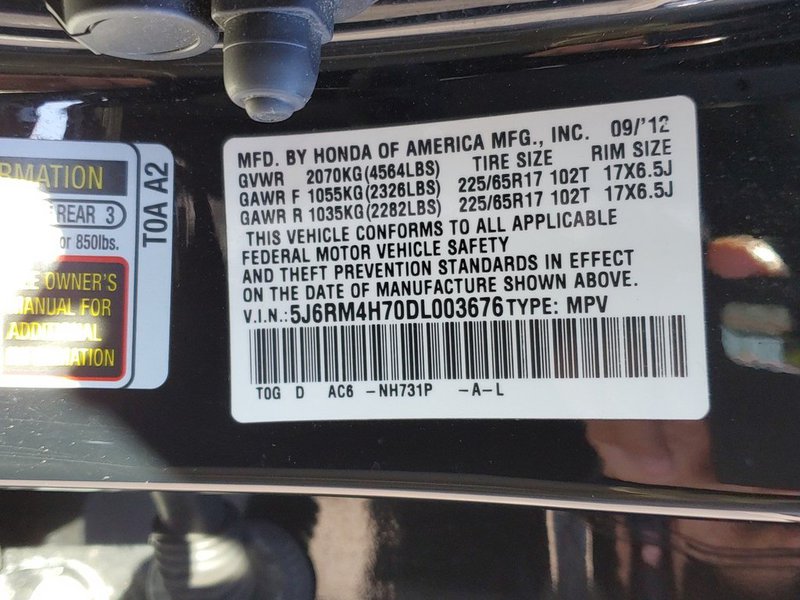 RMATION
REAR 3
or 850lbs.
OWNER'S
MANUAL FOR
ADDITIONAL
T0A A2
MFD. BY HONDA OF AMERICA MFG., INC. 09/'12
GVWR 2070KG(4564LBS) TIRE SIZE RIM SIZE
GAWR F 1055KG(2326LBS) 225/65R17 102T 17X6.5J
GAWR R 1035KG(2282LBS) 225/65R17 102T 17X6.5J
THIS VEHICLE CONFORMS TO ALL APPLICABLE
FEDERAL MOTOR VEHICLE SAFETY
AND THEFT PREVENTION STANDARDS IN EFFECT
ON THE DATE OF MANUFACTURE SHOWN ABOVE.
V.I.N.:5J6RM4H70DL003676 TYPE: MPV
T0G D AC6 -NH731P -A-L